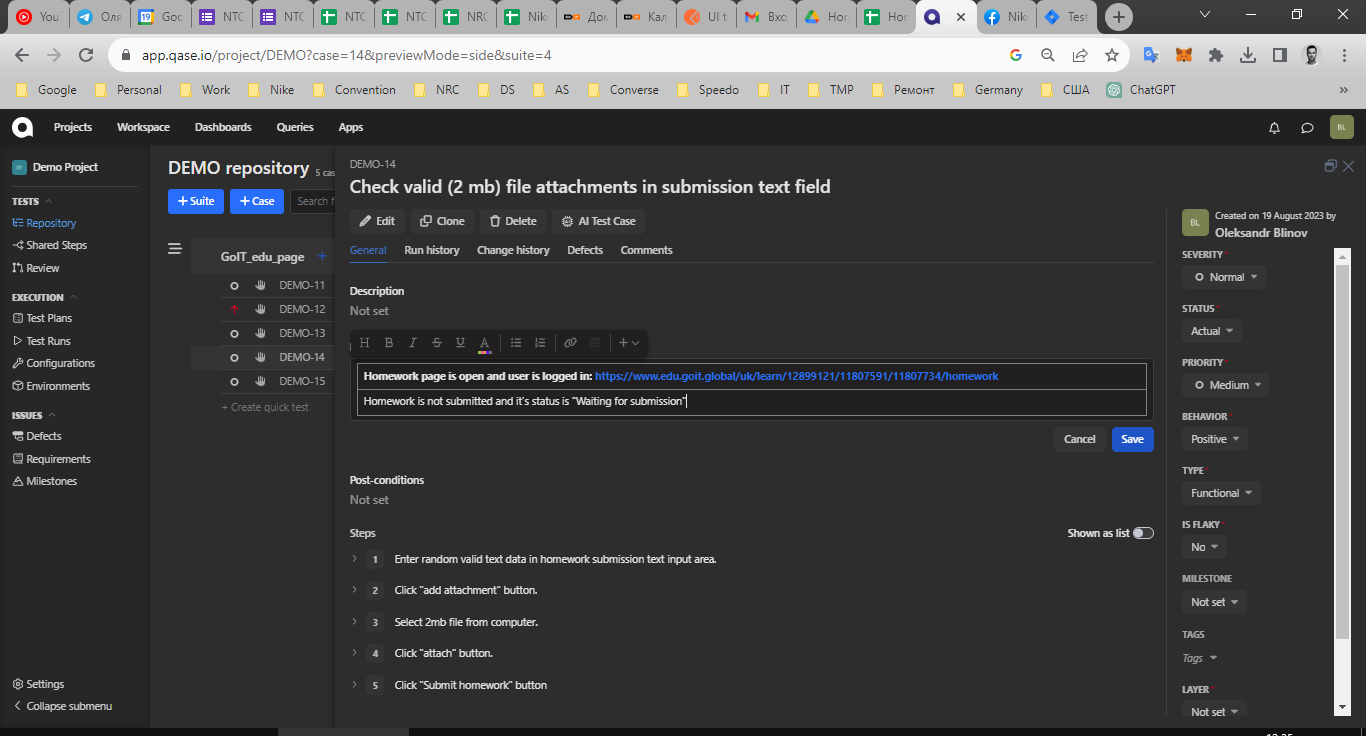 You
Оля
Goc
NTC
NTC
NTC
NTC
NRC
Nike
Дом
Кал
UI t
Вхо
Hor
Hor
Nik
Test
app.qase.io/project/DEMO?case=14&previewMode=side&suite=4
Google Personal Work Nike Convention NRC DS AS Converse Speedo IT TMP Ремонт Germany США ChatGPT
Projects Workspace Dashboards Queries Apps
BL
Demo Project
TESTS
Repository
Shared Steps
Review
EXECUTION
Test Plans
Test Runs
Configurations
Environments
ISSUES
Defects
Requirements
Milestones
Settings
Collapse submenu
DEMO repository 5 cas
+ Suite + Case Search f
GoIT_edu_page +
DEMO-11
DEMO-12
DEMO-13
DEMO-14
DEMO-15
+ Create quick test
DEMO-14
Check valid (2 mb) file attachments in submission text field
Edit Clone Delete AI Test Case
General Run history Change history Defects Comments
Description
Not set
H B I S U A
Homework page is open and user is logged in: https://www.edu.goit.global/uk/learn/12899121/11807591/11807734/homework
Homework is not submitted and it's status is "Waiting for submission"
Cancel Save
Post-conditions
Not set
Steps Shown as list
1 Enter random valid text data in homework submission text input area.
2 Click "add attachment" button.
3 Select 2mb file from computer.
4 Click "attach" button.
5 Click "Submit homework" button
BL Created on 19 August 2023 by
Oleksandr Blinov
SEVERITY*
Normal
STATUS*
Actual
PRIORITY*
Medium
BEHAVIOR*
Positive
TYPE*
Functional
IS FLAKY*
No
MILESTONE
Not set
TAGS
Tags
LAYER*
Not set